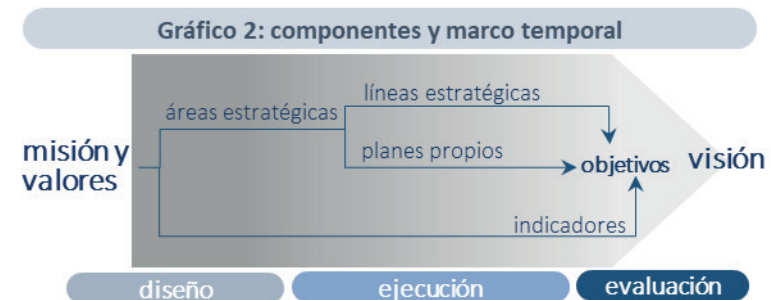 Gráfico 2: componentes y marco temporal
líneas estratégicas
áreas estratégicas
misión y
valores
planes propios
objetivos
visión
indicadores
diseño
ejecución
evaluación